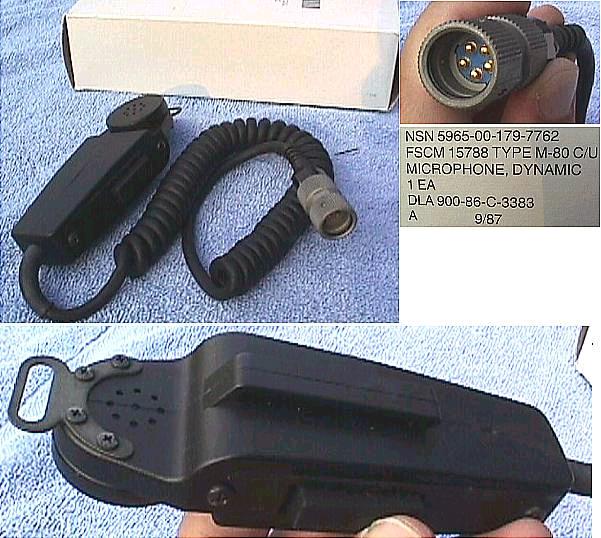 NSN 5965-00-179-7762
FSCM 15788 TYPE M-80 C/U
MICROPHONE, DYNAMIC
1 EA
DLA 900-86-C-3383
A 9/87